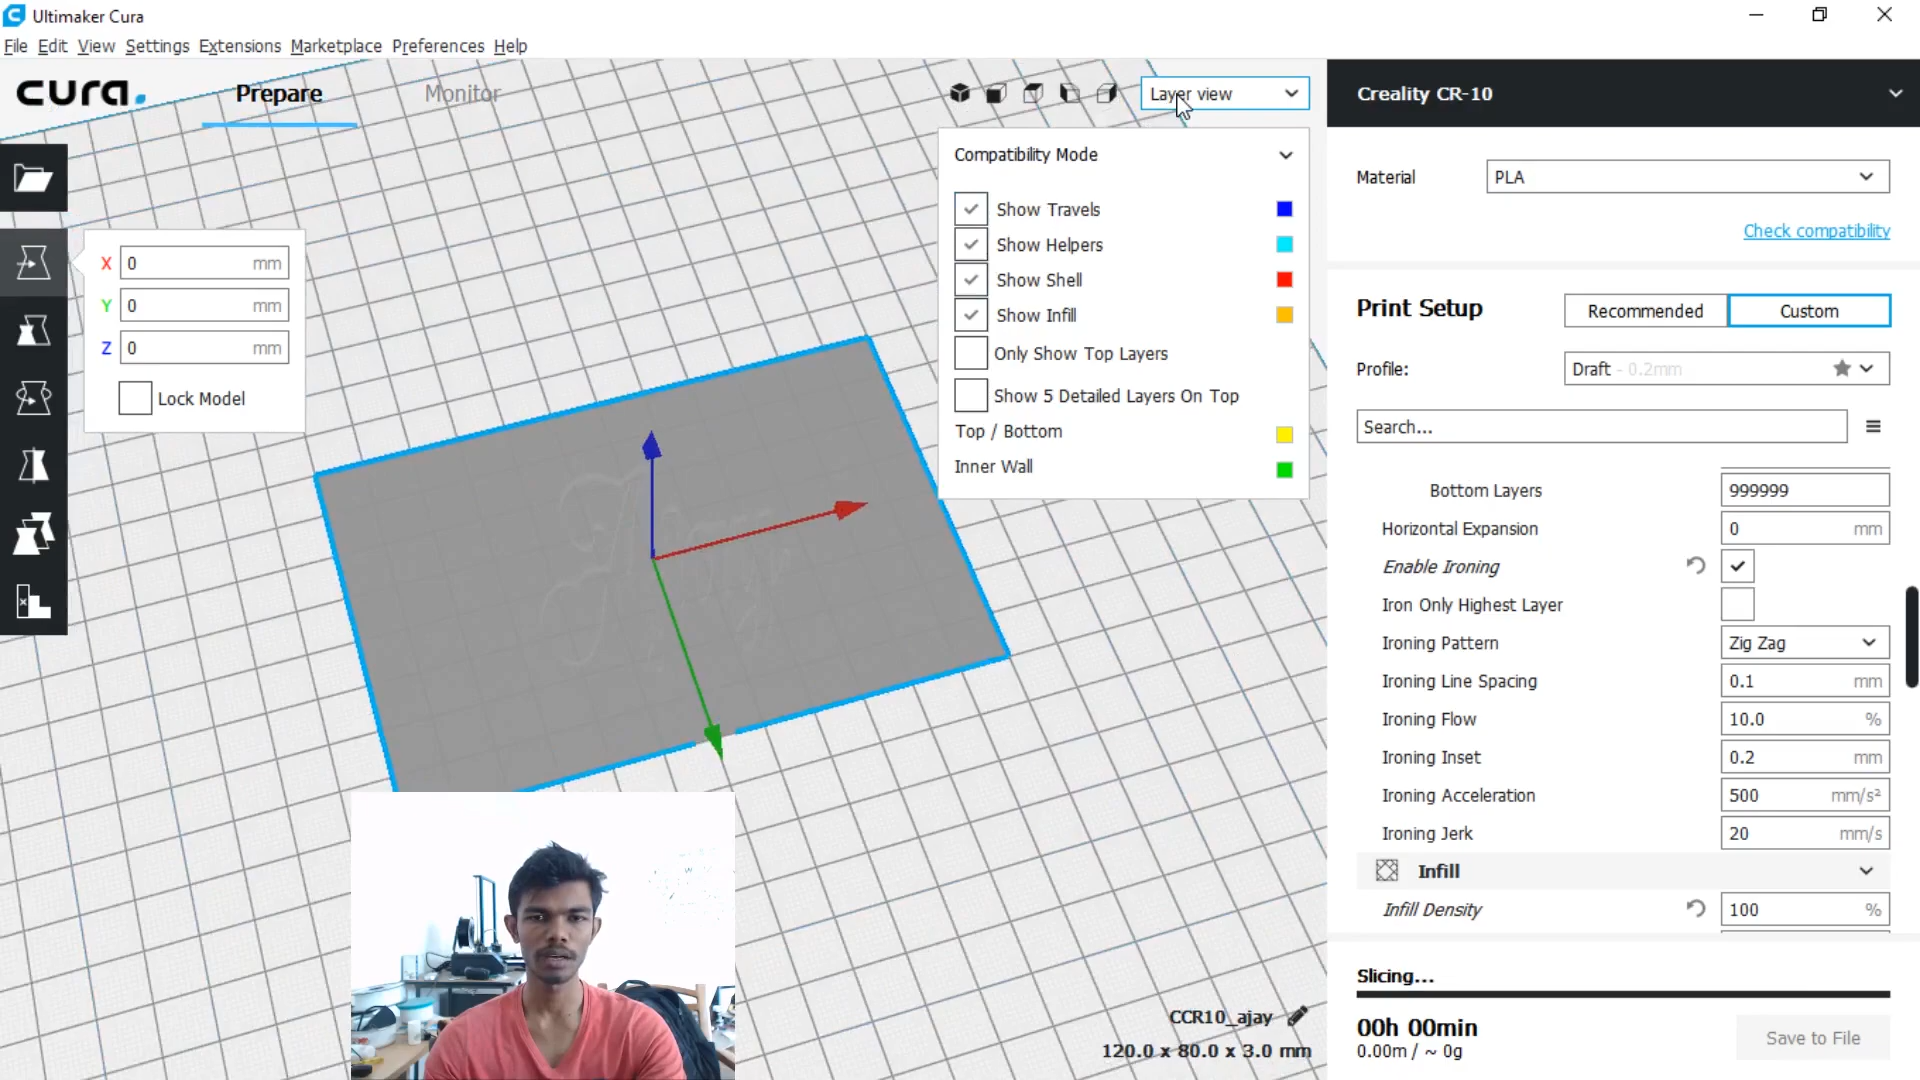 Ultimaker Cura
File Edit View Settings Extensions Marketplace Preferences Help
cura.
Prepare
Monitor
Layer view
Creality CR-10
Compatibility Mode
Show Travels
Show Helpers
Show Shell
Show Infill
Only Show Top Layers
Show 5 Detailed Layers On Top
Top / Bottom
Inner Wall
X 0 mm
Y 0 mm
Z 0 mm
Lock Model
Material PLA
Check compatibility
Print Setup Recommended Custom
Profile: Draft - 0.2mm
Search...
Bottom Layers 999999
Horizontal Expansion 0 mm
Enable Ironing
Iron Only Highest Layer
Ironing Pattern Zig Zag
Ironing Line Spacing 0.1 mm
Ironing Flow 10.0 %
Ironing Inset 0.2 mm
Ironing Acceleration 500 mm/s²
Ironing Jerk 20 mm/s
Infill
Infill Density 100 %
Slicing...
00h 00min
0.00m / ~ 0g
Save to File
CCR10_ajay
120.0 x 80.0 x 3.0 mm